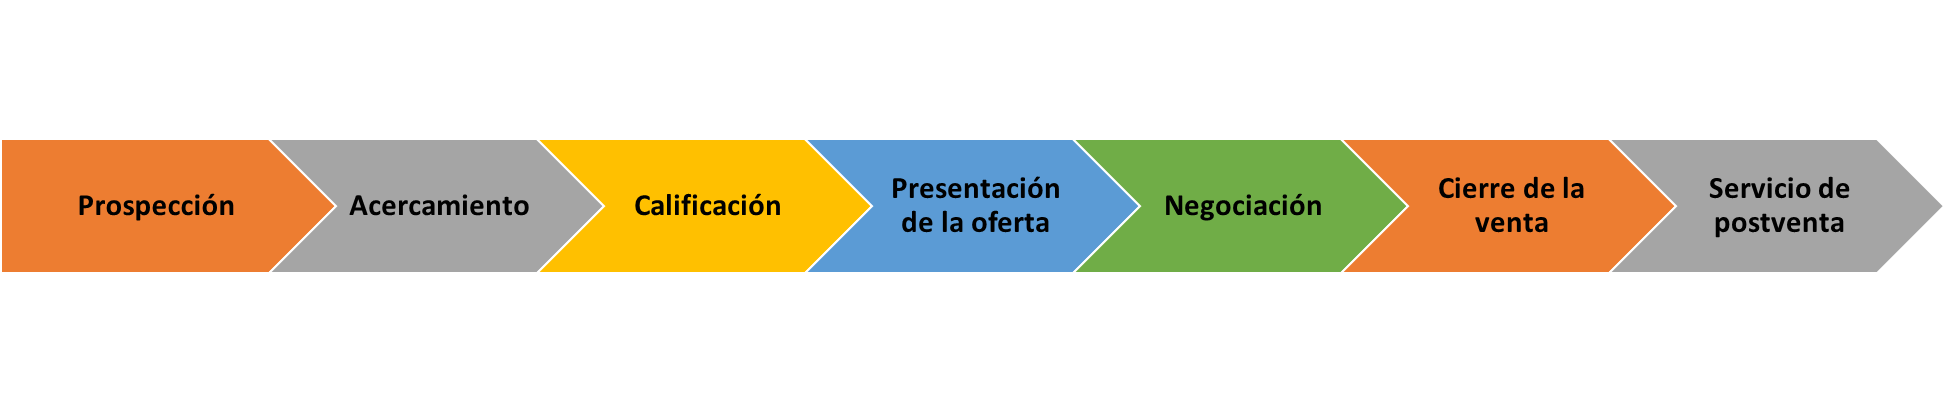 Prospección
Acercamiento
Calificación
Presentación
de la oferta
Negociación
Cierre de la
venta
Servicio de
postventa